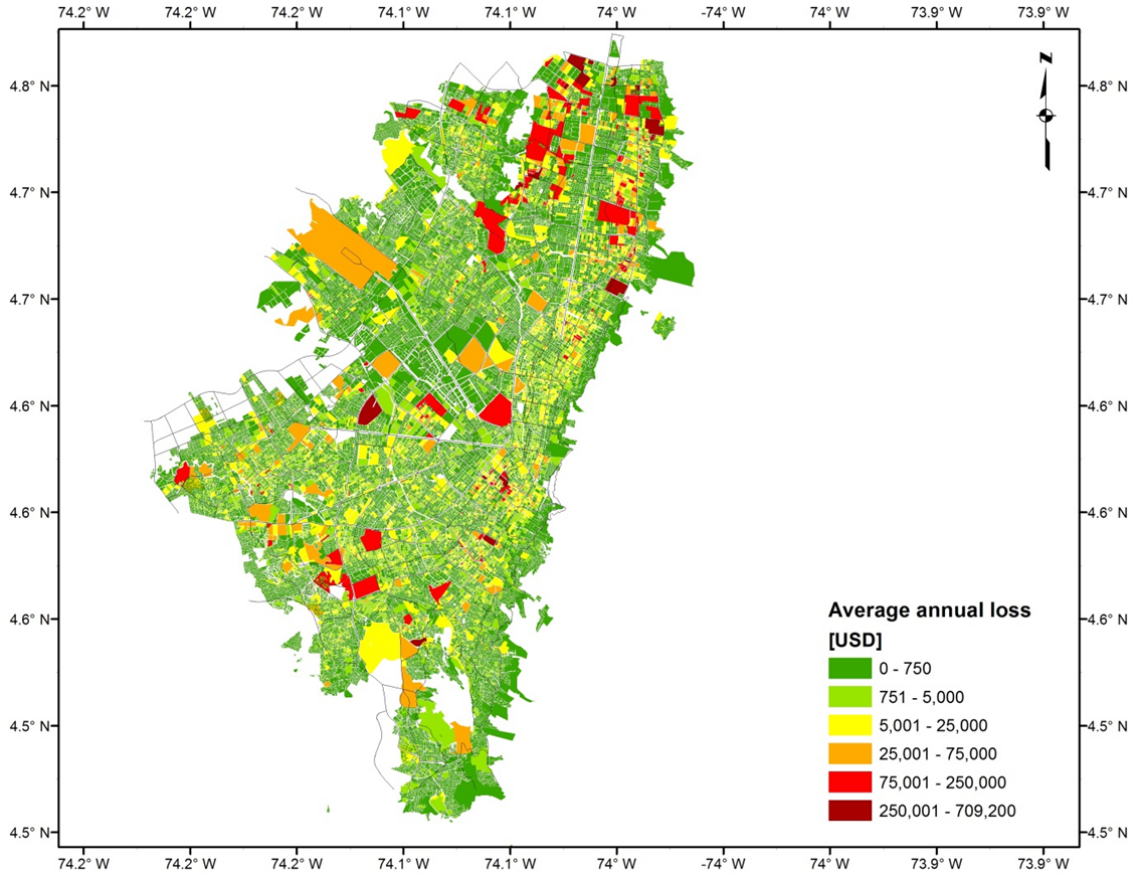 74.2° W 74.2° W 74.2° W 74.1° W 74.1° W 74° W -74° W 74° W 73.9° W 73.9° W
4.8° N 4.8° N
4.7° N 4.7° N
4.7° N 4.7° N
4.6° N 4.6° N
4.6° N 4.6° N
4.6° N 4.6° N
4.5° N 4.5° N
4.5° N 4.5° N
N
Average annual loss
[USD]
0 - 750
751 - 5,000
5,001 - 25,000
25,001 - 75,000
75,001 - 250,000
250,001 - 709,200
74.2° W 74.2° W 74.2° W 74.1° W 74.1° W 74° W -74° W 74° W 73.9° W 73.9° W